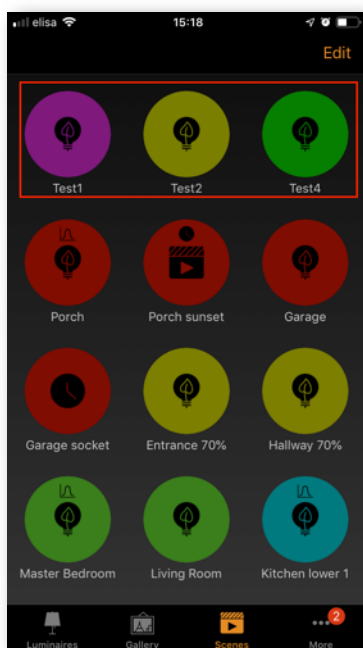 elisa 15:18
Edit
Test1 Test2 Test4
Porch Porch sunset Garage
Garage socket Entrance 70% Hallway 70%
Master Bedroom Living Room Kitchen lower 1
2
Luminaires Gallery Scenes More